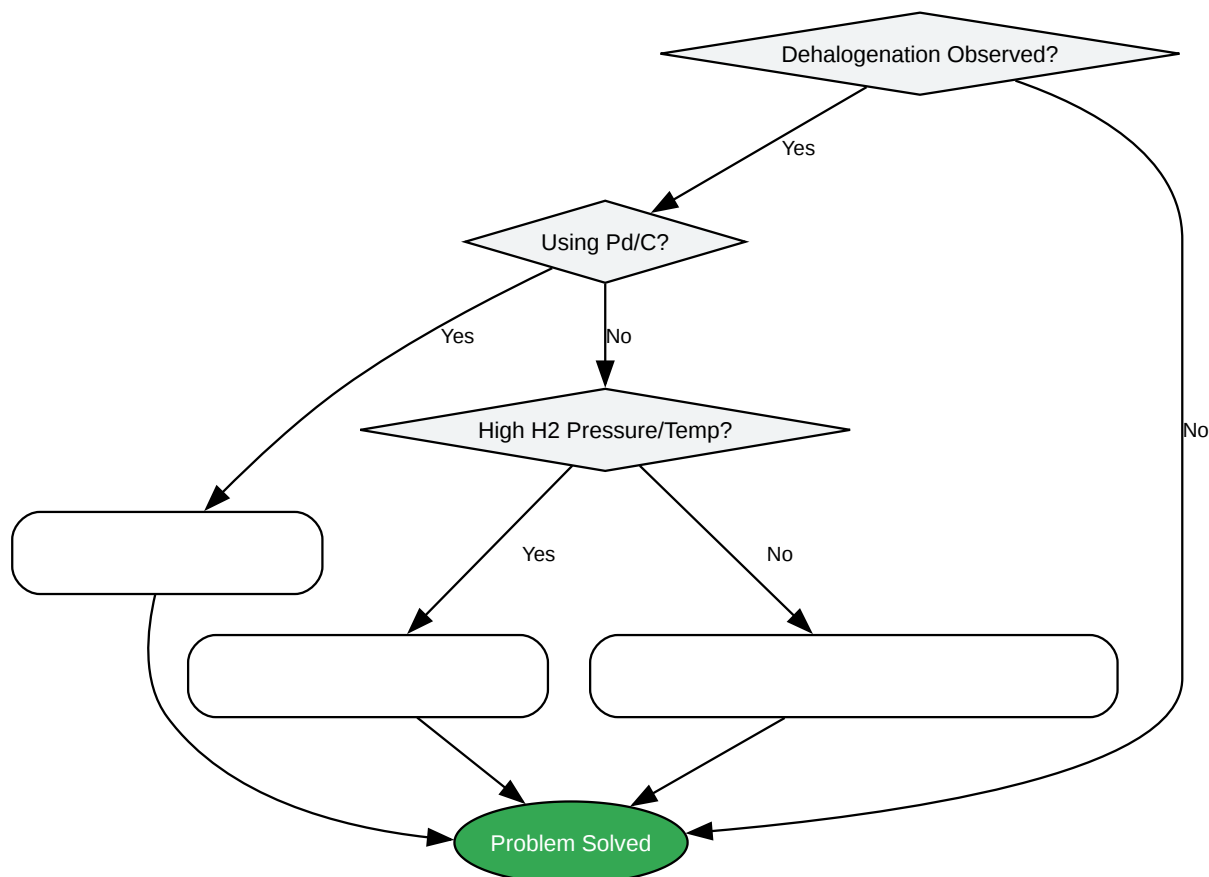 Dehalogenation Observed?
Yes
Using Pd/C?
Yes
No
High H2 Pressure/Temp?
No
Yes
No
Problem Solved